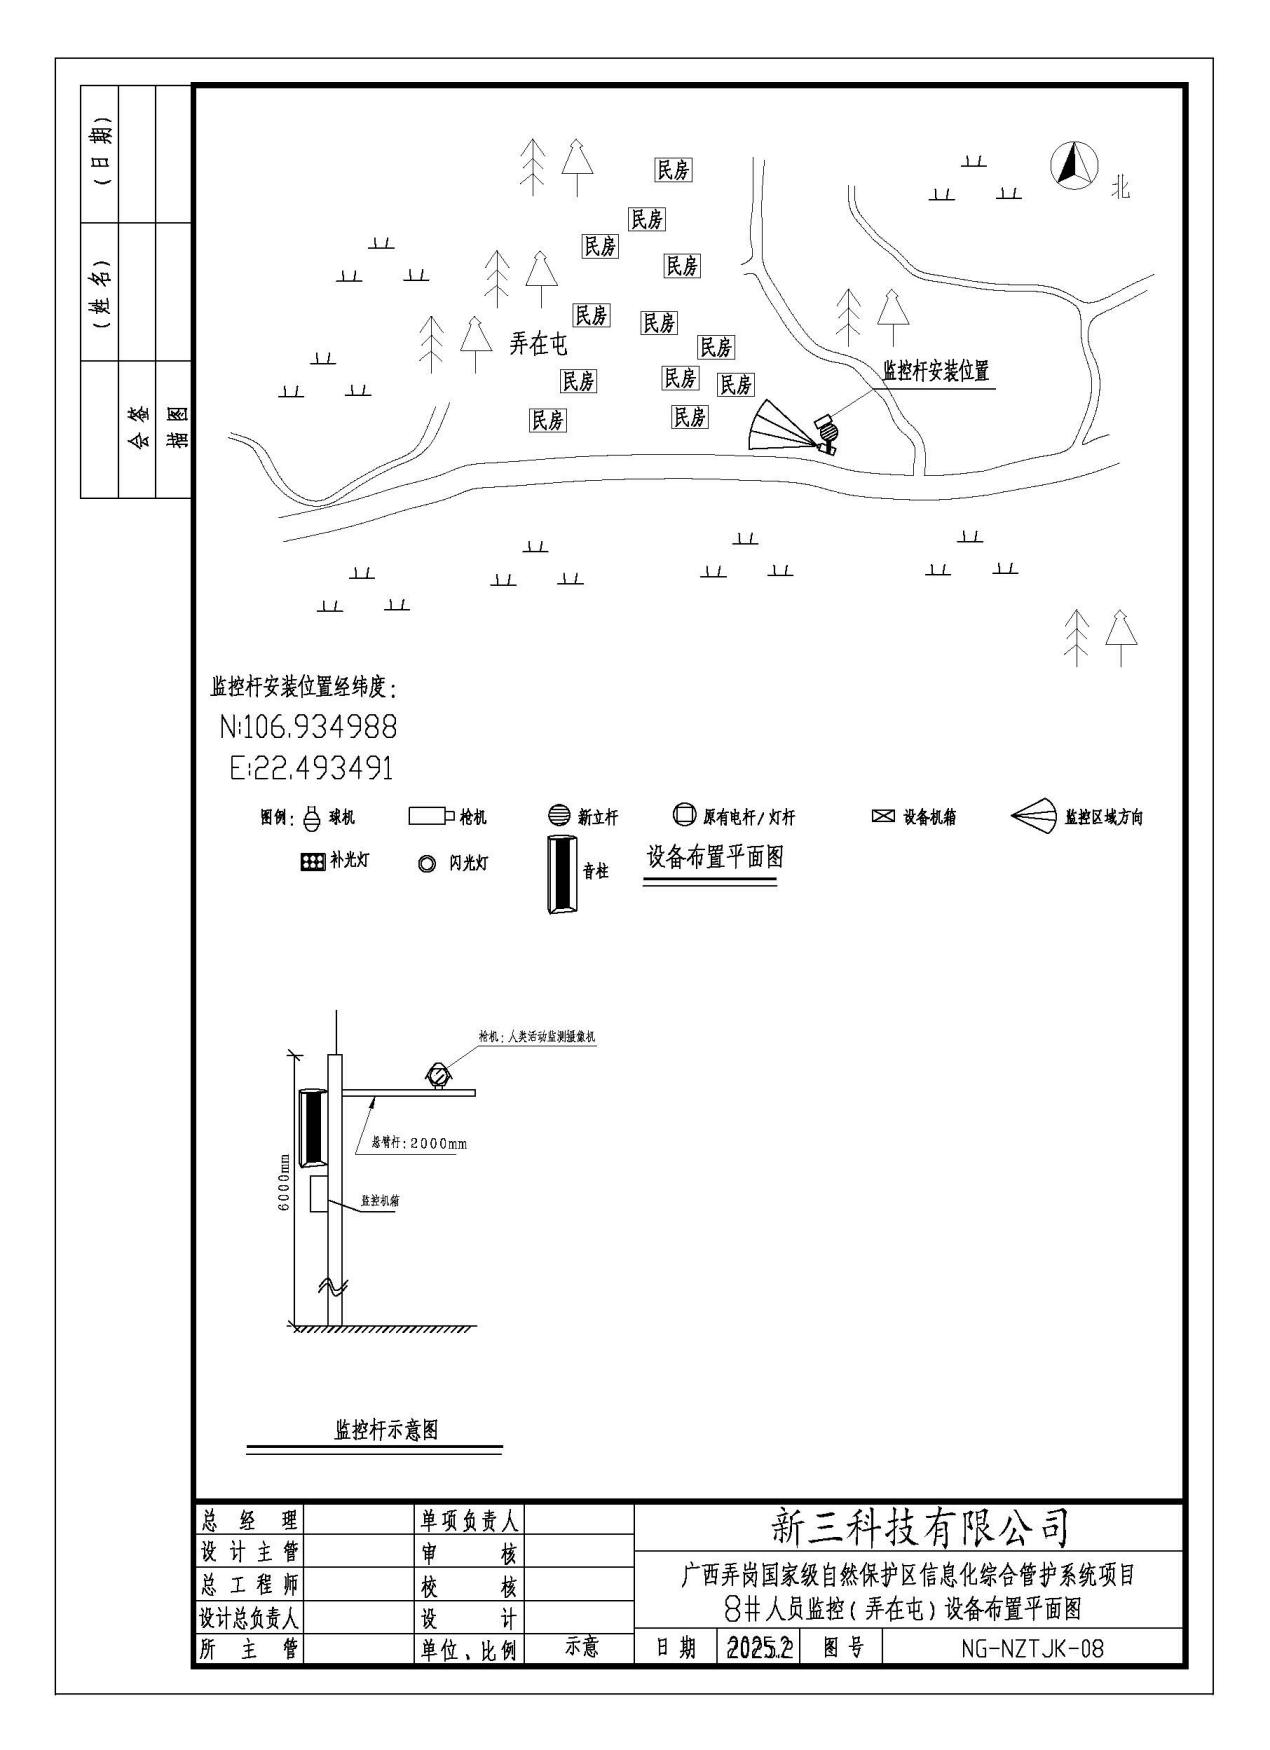 (日 期)
(姓 名)
会 签
描 图
北
民房
民房
民房
民房
民房
民房
民房
弄在屯
民房
民房
民房
民房
民房
监控杆安装位置
监控杆安装位置经纬度：
N:106.934988
E:22.493491
图例： 球机 枪机 新立杆 原有电杆/灯杆 设备机箱 监控区域方向
补光灯 闪光灯 音柱
设备布置平面图
枪机：人类活动监测摄像机
悬臂杆：2000mm
6000mm
监控机箱
监控杆示意图
总 经 理 单项负责人
设 计 主 管 审 核
总 工 程 师 校 核
设计总负责人 设 计
所 主 管 单位、比例 示意
新三科技有限公司
广西弄岗国家级自然保护区信息化综合管护系统项目
8#人员监控(弄在屯)设备布置平面图
日 期 2025.2 图 号 NG-NZTJK-08